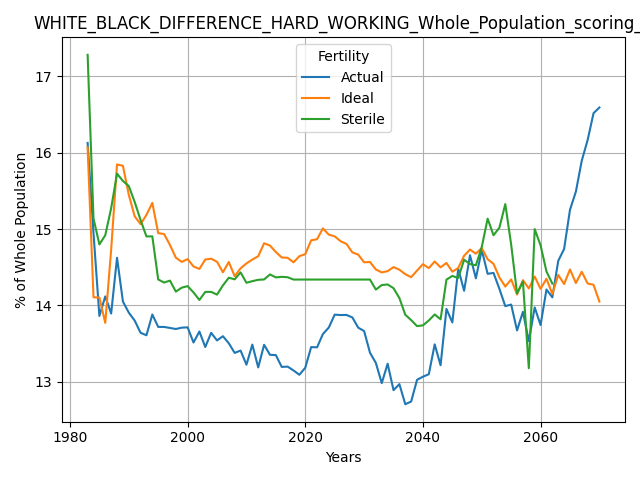 WHITE_BLACK_DIFFERENCE_HARD_WORKING_Whole_Population_scoring_
Fertility
Actual
Ideal
Sterile
% of Whole Population
17
16
15
14
13
1980
2000
2020
2040
2060
Years